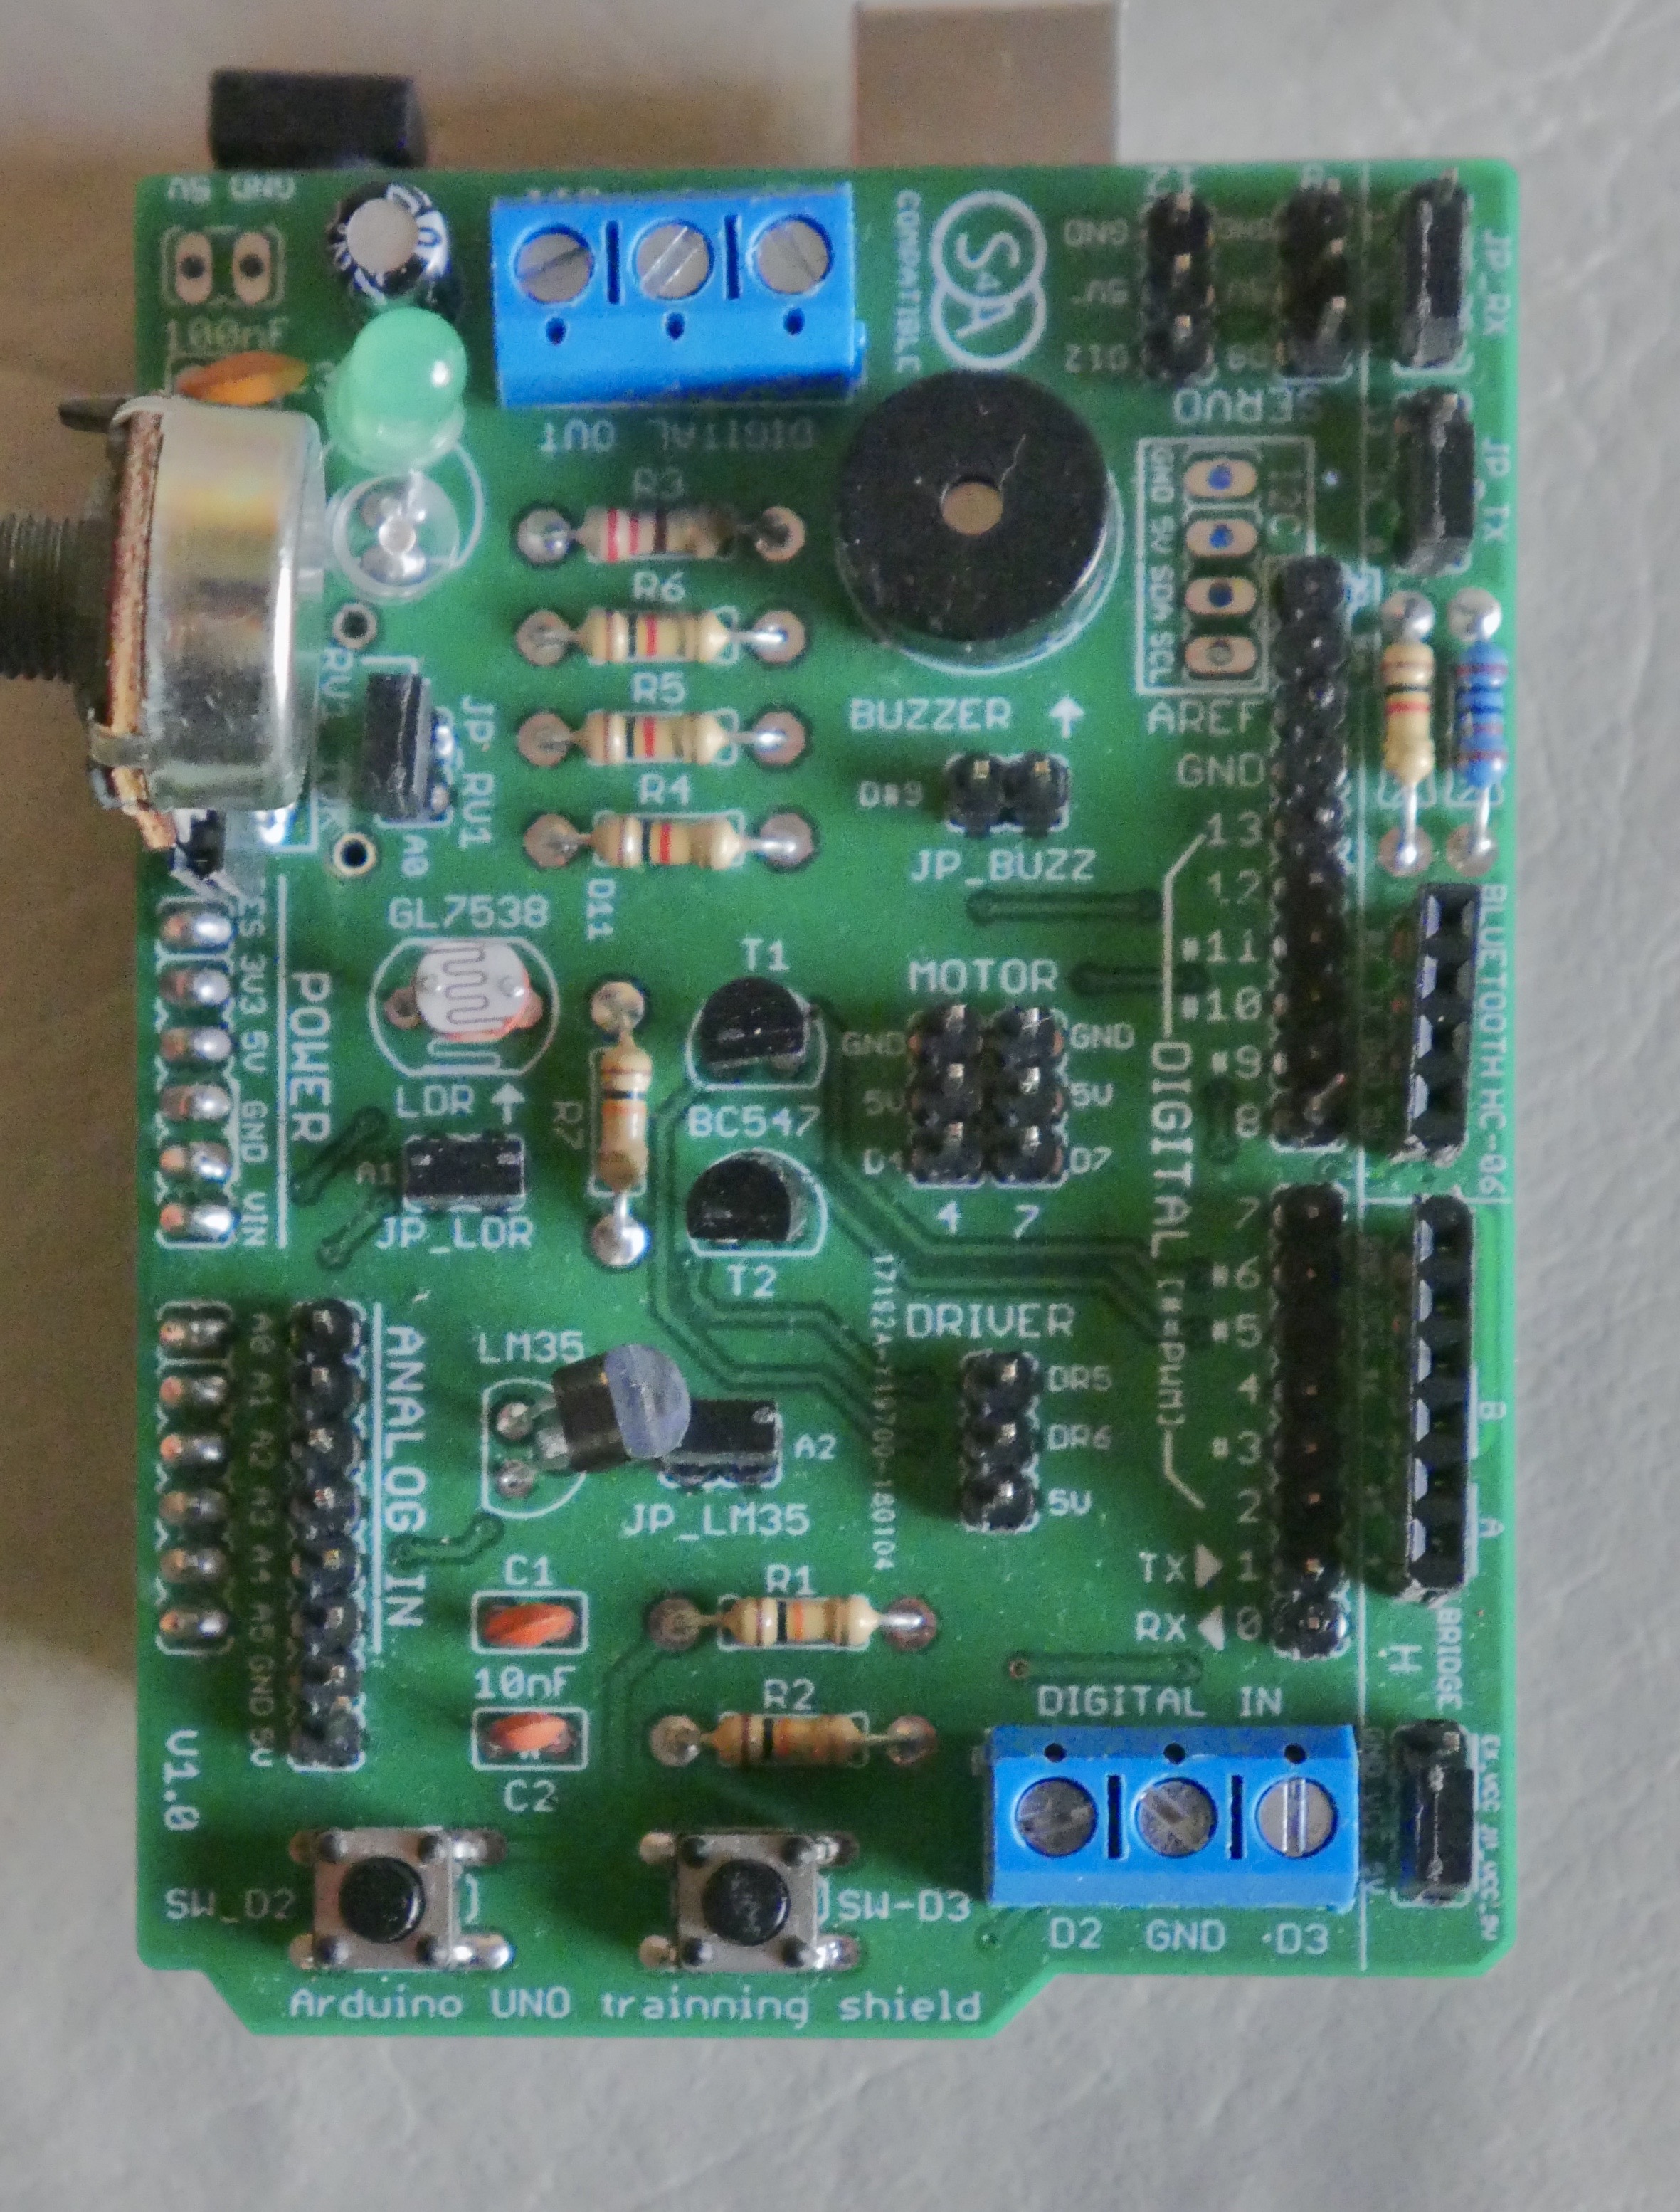 GND 5V
100nF
COMPATIBLE
S4A
GND
5V
D12
SERVO
JP_RX
JP_TX
DIGITAL OUT
I2C
GND 5V SDA SCL
R3
R6
R5
R4
JP_RV1
A0
D11
BUZZER
D#9
JP_BUZZ
AREF
GND
13
12
#11
#10
#9
8
7
#6
#5
4
#3
2
TX 1
RX 0
DIGITAL (#=PWM)
BLUETOOTH HC-06
GL7538
LDR
A1
JP_LDR
R7
T1
BC547
T2
MOTOR
GND GND
5V 5V
D4 D7
4 7
RES 3V3 5V GND VIN
POWER
17192A-Z119700-180104
DRIVER
DR5
DR6
5V
LM35
A2
JP_LM35
A0 A1 A2 A3 A4 A5 GND 5V
ANALOG IN
C1
10nF
C2
R1
R2
B A
H
BRIDGE
V1.0
DIGITAL IN
D2 GND D3
SW_D2
SW-D3
Arduino UNO trainning shield